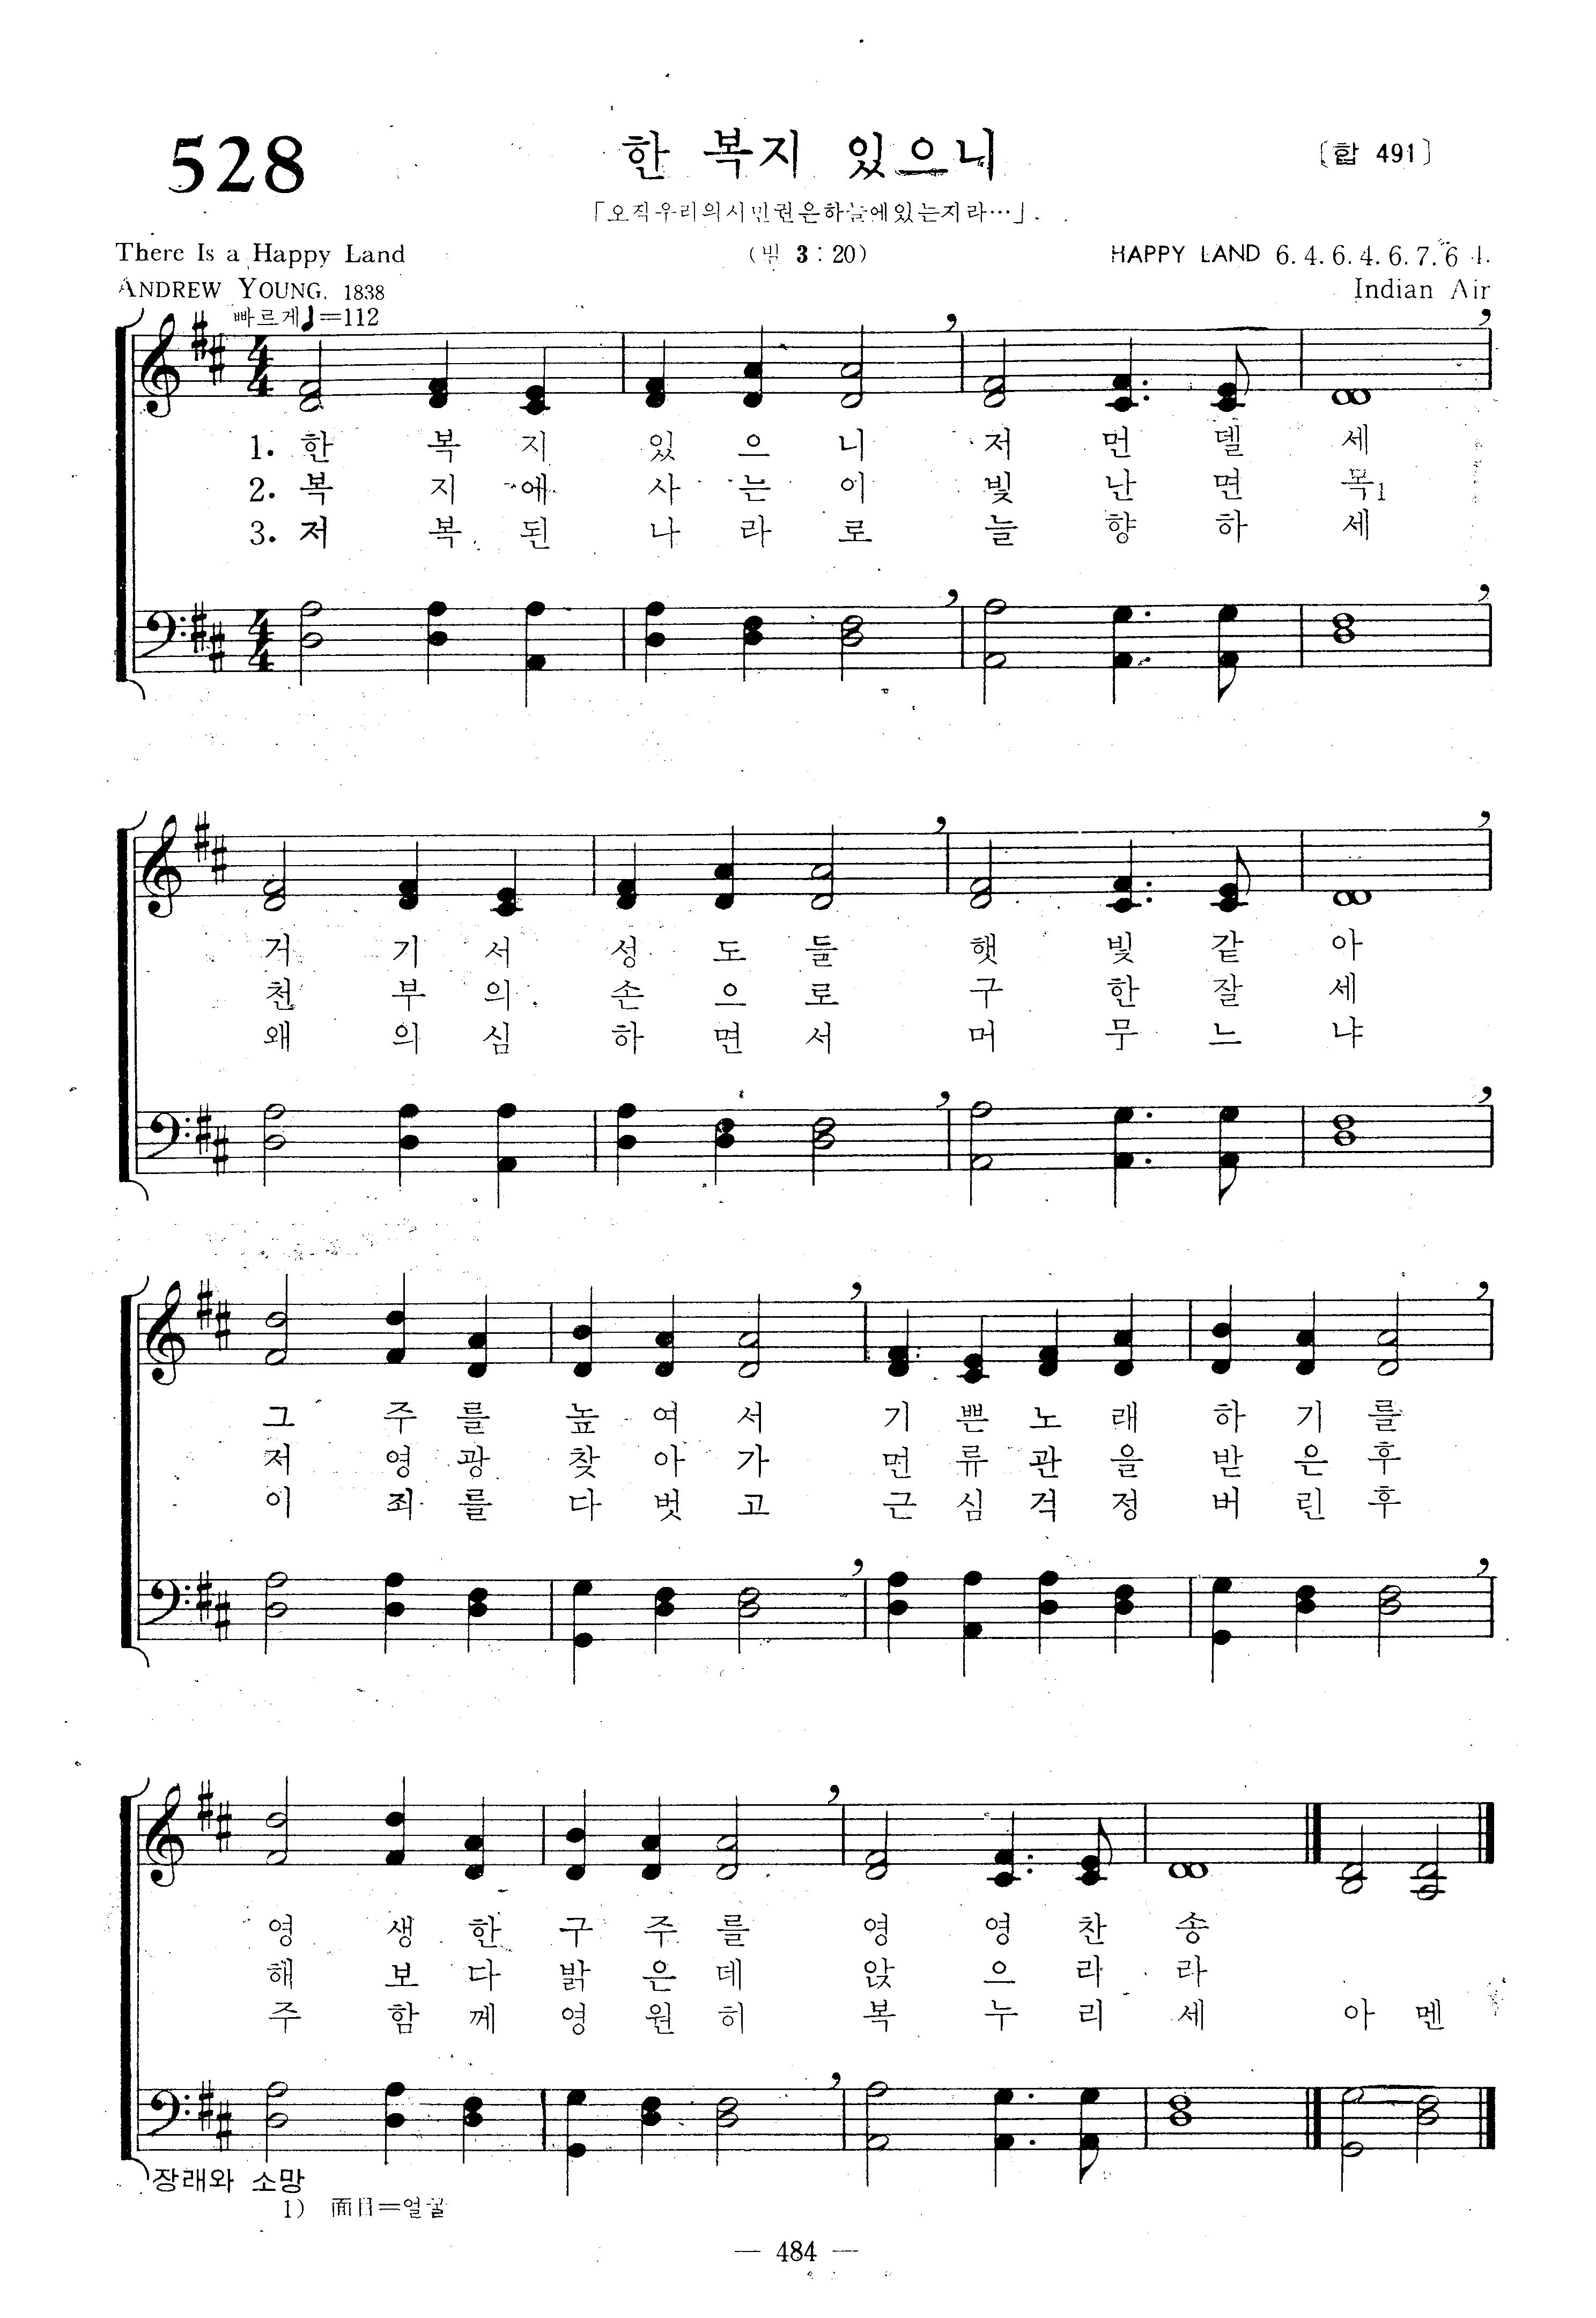 528
한 복지 있으니
〔합 491〕
「오직우리의시민권은하늘에있는지라…」
There Is a Happy Land
(빌 3 : 20)
HAPPY LAND 6. 4. 6. 4. 6. 7. 6 4.
ANDREW YOUNG, 1838
Indian Air
빠르게♩=112
1. 한 복 지 있 으 니 저 먼 델 세
2. 복 지 에 사 는 이 빛 난 면 목1
3. 저 복 된 나 라 로 늘 향 하 세
거 기 서 성 도 들 햇 빛 같 아
천 부 의 손 으 로 구 한 잘 세
왜 의 심 하 면 서 머 무 느 냐
그 주 를 높 여 서 기 쁜 노 래 하 기 를
저 영 광 찾 아 가 면 류 관 을 받 은 후
이 죄 를 다 벗 고 근 심 걱 정 버 린 후
영 생 한 구 주 를 영 영 찬 송
해 보 다 밝 은 데 앉 으 리 라
주 함 께 영 원 히 복 누 리 세 아 멘
장래와 소망
1) 面目=얼굴
— 484 —